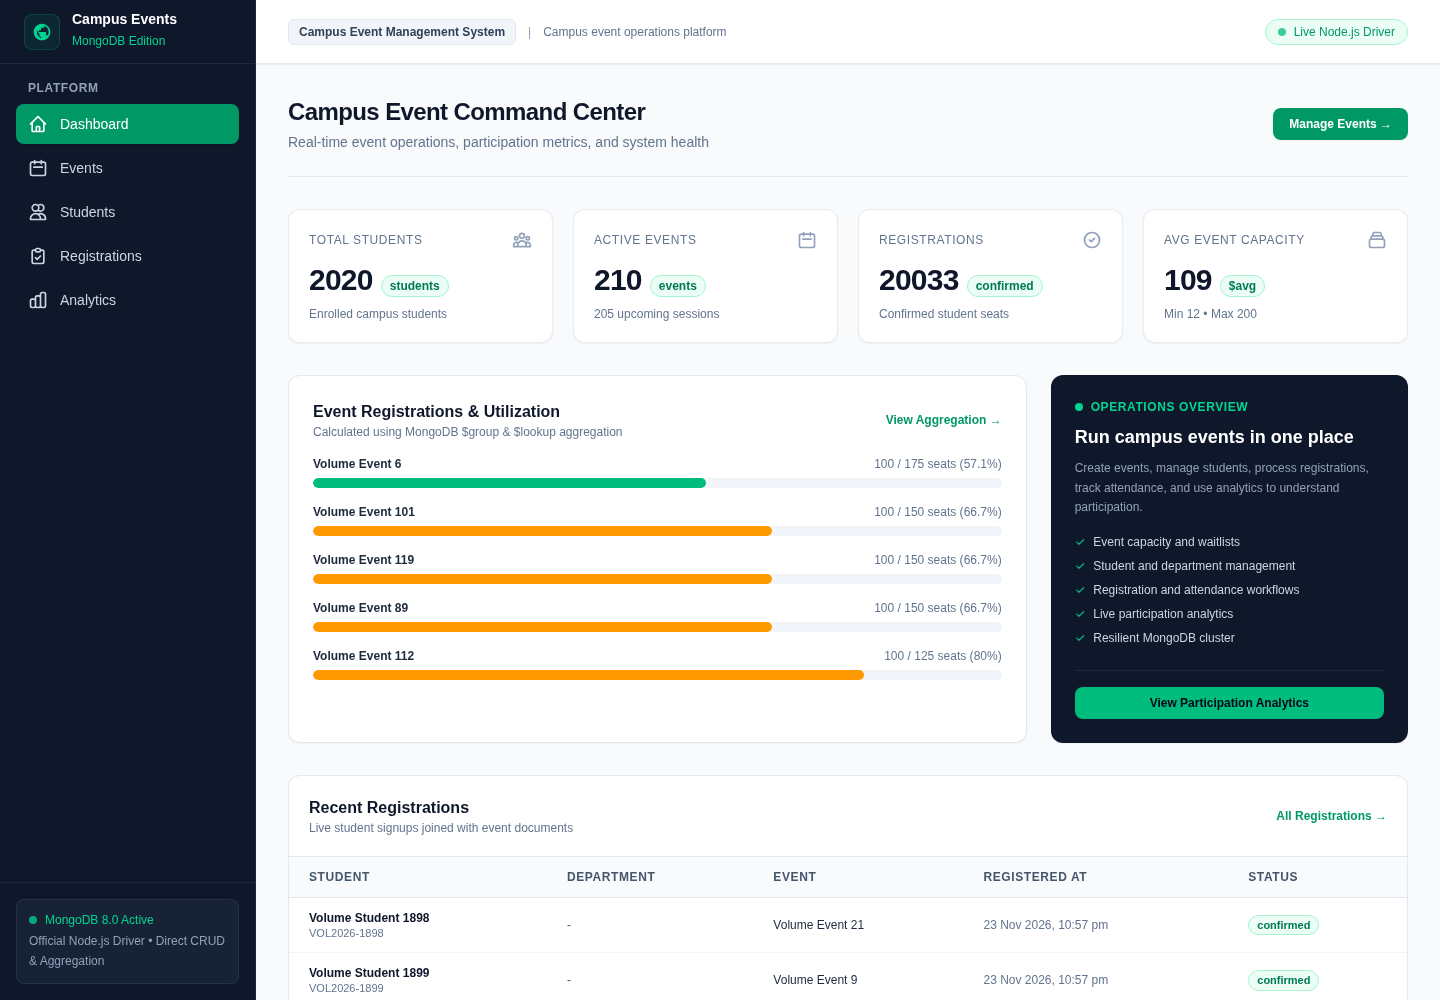 Campus Events
MongoDB Edition
PLATFORM
Dashboard
Events
Students
Registrations
Analytics
MongoDB 8.0 Active
Official Node.js Driver • Direct CRUD
& Aggregation
Campus Event Management System | Campus event operations platform
Live Node.js Driver
Campus Event Command Center
Real-time event operations, participation metrics, and system health
Manage Events →
TOTAL STUDENTS
2020 students
Enrolled campus students
ACTIVE EVENTS
210 events
205 upcoming sessions
REGISTRATIONS
20033 confirmed
Confirmed student seats
AVG EVENT CAPACITY
109 $avg
Min 12 • Max 200
Event Registrations & Utilization
Calculated using MongoDB $group & $lookup aggregation
View Aggregation →
Volume Event 6 100 / 175 seats (57.1%)
Volume Event 101 100 / 150 seats (66.7%)
Volume Event 119 100 / 150 seats (66.7%)
Volume Event 89 100 / 150 seats (66.7%)
Volume Event 112 100 / 125 seats (80%)
OPERATIONS OVERVIEW
Run campus events in one place
Create events, manage students, process registrations,
track attendance, and use analytics to understand
participation.
Event capacity and waitlists
Student and department management
Registration and attendance workflows
Live participation analytics
Resilient MongoDB cluster
View Participation Analytics
Recent Registrations
Live student signups joined with event documents
All Registrations →
STUDENT DEPARTMENT EVENT REGISTERED AT STATUS
Volume Student 1898
VOL2026-1898
- Volume Event 21 23 Nov 2026, 10:57 pm confirmed
Volume Student 1899
VOL2026-1899
- Volume Event 9 23 Nov 2026, 10:57 pm confirmed